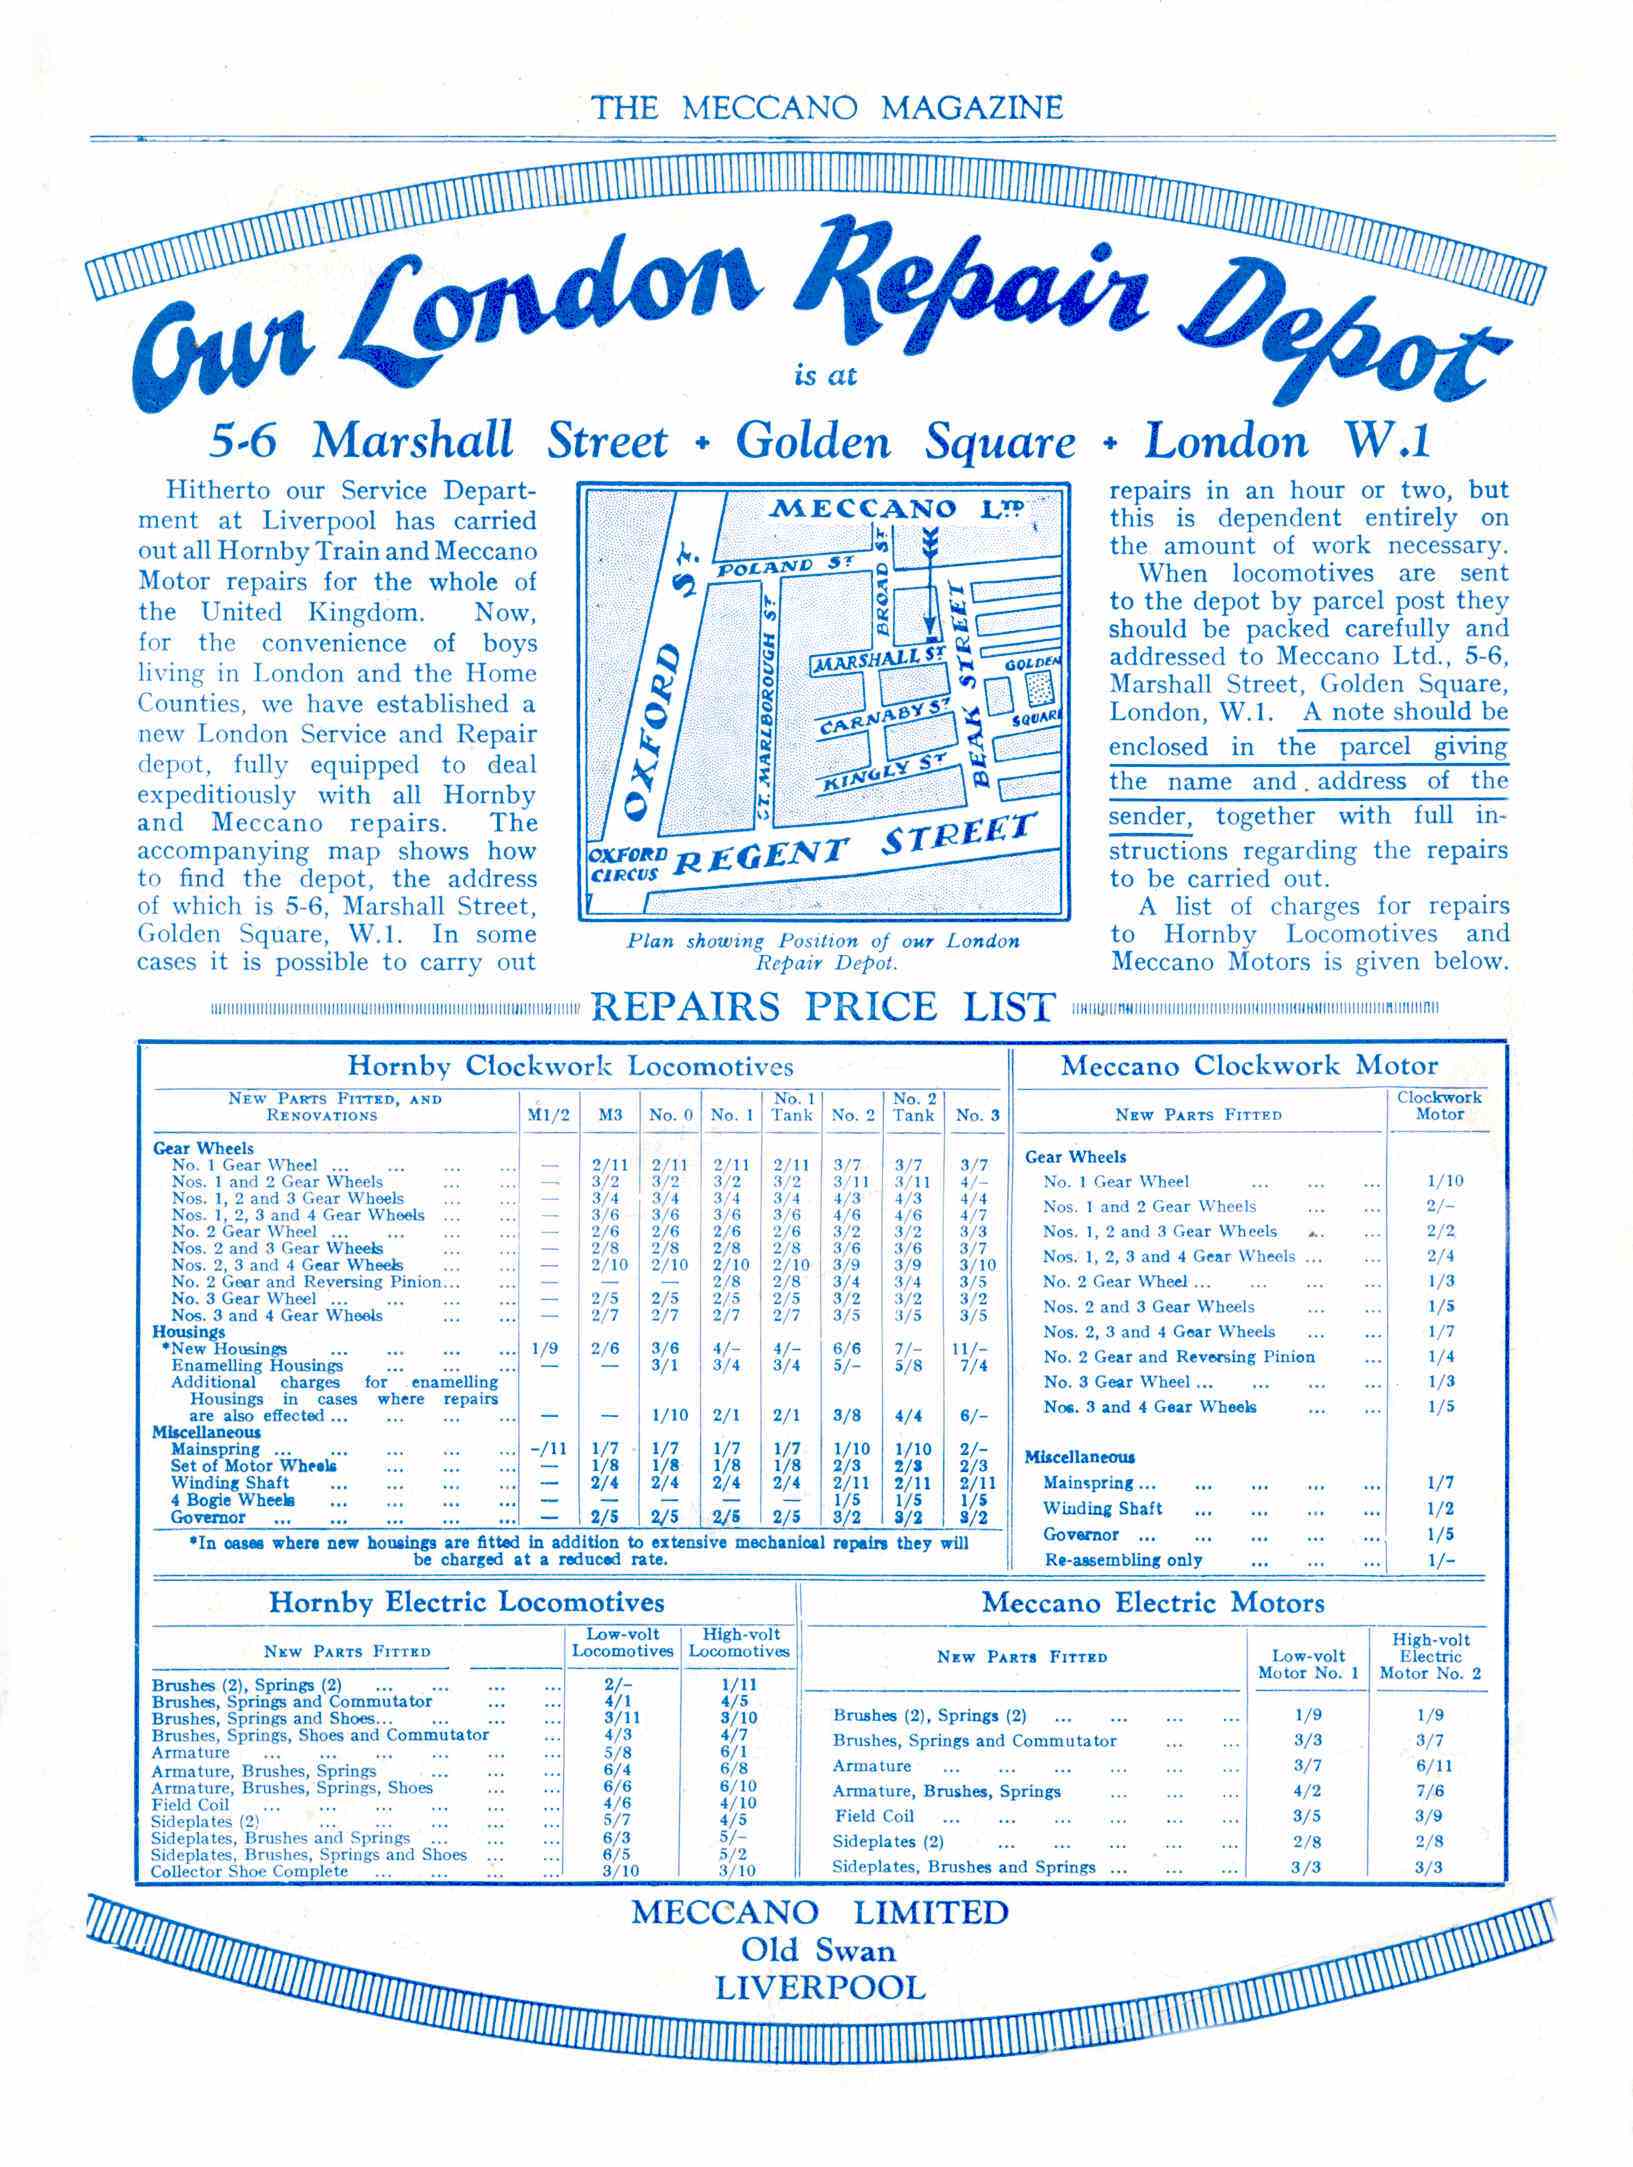 THE MECCANO MAGAZINE
Our London Repair Depot
is at
5-6 Marshall Street + Golden Square + London W.1
Hitherto our Service Depart-
ment at Liverpool has carried
out all Hornby Train and Meccano
Motor repairs for the whole of
the United Kingdom. Now,
for the convenience of boys
living in London and the Home
Counties, we have established a
new London Service and Repair
depot, fully equipped to deal
expeditiously with all Hornby
and Meccano repairs. The
accompanying map shows how
to find the depot, the address
of which is 5-6, Marshall Street,
Golden Square, W.1. In some
cases it is possible to carry out
MECCANO LTD
OXFORD ST.
POLAND ST
BROAD ST
GT. MARLBOROUGH ST
MARSHALL ST
CARNABY ST
KINGLY ST
BEAK STREET
GOLDEN
SQUARE
OXFORD
CIRCUS
REGENT STREET
Plan showing Position of our London
Repair Depot.
repairs in an hour or two, but
this is dependent entirely on
the amount of work necessary.
When locomotives are sent
to the depot by parcel post they
should be packed carefully and
addressed to Meccano Ltd., 5-6,
Marshall Street, Golden Square,
London, W.1. A note should be
enclosed in the parcel giving
the name and address of the
sender, together with full in-
structions regarding the repairs
to be carried out.
A list of charges for repairs
to Hornby Locomotives and
Meccano Motors is given below.
REPAIRS PRICE LIST
Hornby Clockwork Locomotives
NEW PARTS FITTED, AND
RENOVATIONS
M1/2 M3 No. 0 No. 1 No. 1 Tank No. 2 No. 2 Tank No. 3
Gear Wheels
No. 1 Gear Wheel ... ... ... ... — 2/11 2/11 2/11 2/11 3/7 3/7 3/7
Nos. 1 and 2 Gear Wheels ... ... — 3/2 3/2 3/2 3/2 3/11 3/11 4/-
Nos. 1, 2 and 3 Gear Wheels ... ... — 3/4 3/4 3/4 3/4 4/3 4/3 4/4
Nos. 1, 2, 3 and 4 Gear Wheels ... ... — 3/6 3/6 3/6 3/6 4/6 4/6 4/7
No. 2 Gear Wheel ... ... ... ... — 2/6 2/6 2/6 2/6 3/2 3/2 3/3
Nos. 2 and 3 Gear Wheels ... ... — 2/8 2/8 2/8 2/8 3/6 3/6 3/7
Nos. 2, 3 and 4 Gear Wheels ... ... — 2/10 2/10 2/10 2/10 3/9 3/9 3/10
No. 2 Gear and Reversing Pinion... ... — — — 2/8 2/8 3/4 3/4 3/5
No. 3 Gear Wheel ... ... ... ... — 2/5 2/5 2/5 2/5 3/2 3/2 3/2
Nos. 3 and 4 Gear Wheels ... ... — 2/7 2/7 2/7 2/7 3/5 3/5 3/5
Housings
*New Housings ... ... ... ... 1/9 2/6 3/6 4/- 4/- 6/6 7/- 11/-
Enamelling Housings ... ... ... — — 3/1 3/4 3/4 5/- 5/8 7/4
Additional charges for enamelling
Housings in cases where repairs
are also effected ... ... ... ... — — 1/10 2/1 2/1 3/8 4/4 6/-
Miscellaneous
Mainspring ... ... ... ... ... -/11 1/7 1/7 1/7 1/7 1/10 1/10 2/-
Set of Motor Wheels ... ... ... — 1/8 1/8 1/8 1/8 2/3 2/3 2/3
Winding Shaft ... ... ... ... — 2/4 2/4 2/4 2/4 2/11 2/11 2/11
4 Bogie Wheels ... ... ... ... — — — — — 1/5 1/5 1/5
Governor ... ... ... ... ... — 2/5 2/5 2/5 2/5 3/2 3/2 3/2
*In cases where new housings are fitted in addition to extensive mechanical repairs they will
be charged at a reduced rate.
Meccano Clockwork Motor
NEW PARTS FITTED
Clockwork
Motor
Gear Wheels
No. 1 Gear Wheel ... ... ... 1/10
Nos. 1 and 2 Gear Wheels ... ... 2/-
Nos. 1, 2 and 3 Gear Wheels ... ... 2/2
Nos. 1, 2, 3 and 4 Gear Wheels ... ... 2/4
No. 2 Gear Wheel ... ... ... ... 1/3
Nos. 2 and 3 Gear Wheels ... ... 1/5
Nos. 2, 3 and 4 Gear Wheels ... ... 1/7
No. 2 Gear and Reversing Pinion ... 1/4
No. 3 Gear Wheel ... ... ... ... 1/3
Nos. 3 and 4 Gear Wheels ... ... 1/5
Miscellaneous
Mainspring ... ... ... ... ... 1/7
Winding Shaft ... ... ... ... 1/2
Governor ... ... ... ... ... 1/5
Re-assembling only ... ... ... 1/-
Hornby Electric Locomotives
NEW PARTS FITTED
Low-volt Locomotives High-volt Locomotives
Brushes (2), Springs (2) ... ... ... ... 2/- 1/11
Brushes, Springs and Commutator ... ... 4/1 4/5
Brushes, Springs and Shoes... ... ... ... 3/11 3/10
Brushes, Springs, Shoes and Commutator ... 4/3 4/7
Armature ... ... ... ... ... ... 5/8 6/1
Armature, Brushes, Springs ... ... ... 6/4 6/8
Armature, Brushes, Springs, Shoes ... ... 6/6 6/10
Field Coil ... ... ... ... ... ... 4/6 4/10
Sideplates (2) ... ... ... ... ... 5/7 4/5
Sideplates, Brushes and Springs ... ... ... 6/3 5/-
Sideplates, Brushes, Springs and Shoes ... ... 6/5 5/2
Collector Shoe Complete ... ... ... ... 3/10 3/10
Meccano Electric Motors
NEW PARTS FITTED
Low-volt Motor No. 1 High-volt Electric Motor No. 2
Brushes (2), Springs (2) ... ... ... ... 1/9 1/9
Brushes, Springs and Commutator ... ... 3/3 3/7
Armature ... ... ... ... ... ... 3/7 6/11
Armature, Brushes, Springs ... ... ... 4/2 7/6
Field Coil ... ... ... ... ... ... 3/5 3/9
Sideplates (2) ... ... ... ... ... 2/8 2/8
Sideplates, Brushes and Springs ... ... ... 3/3 3/3
MECCANO LIMITED
Old Swan
LIVERPOOL